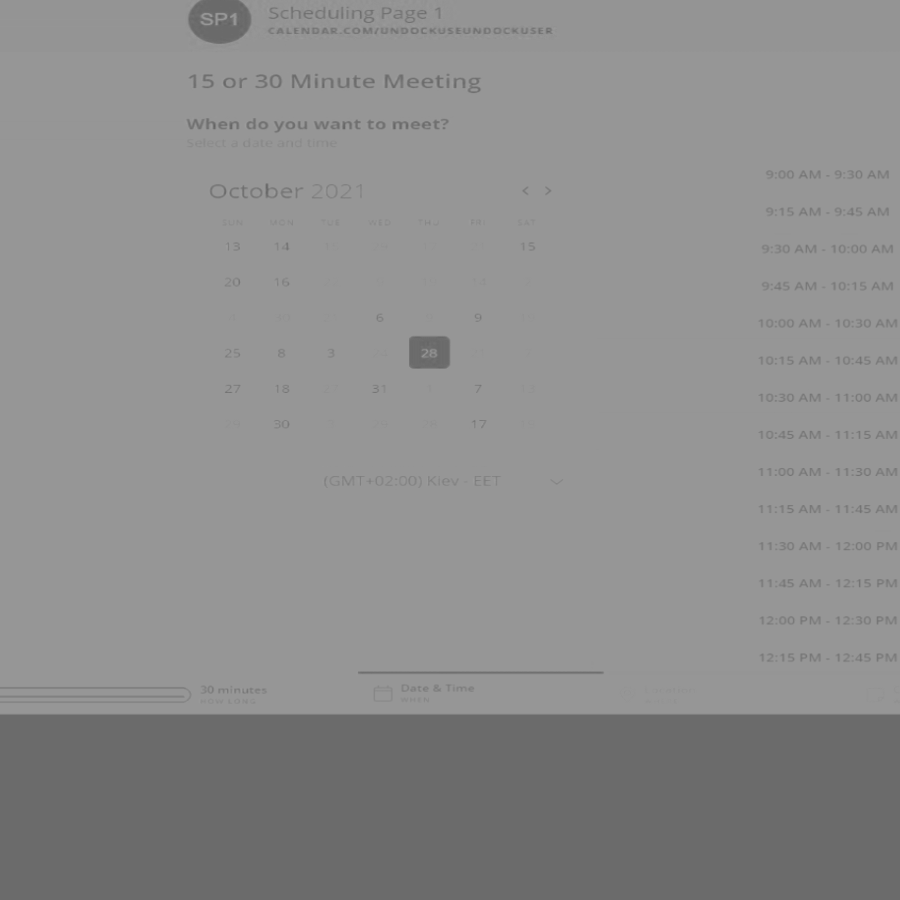 SP1
Scheduling Page 1
CALENDAR.COM/UNDOCKUSEUNDOCKUSER
15 or 30 Minute Meeting
When do you want to meet?
Select a date and time
October 2021
< >
SUN MON TUE WED THU FRI SAT
13 14 15
20 16
6 9
25 8 3 28
27 18 31 7
30 17
(GMT+02:00) Kiev - EET
9:00 AM - 9:30 AM
9:15 AM - 9:45 AM
9:30 AM - 10:00 AM
9:45 AM - 10:15 AM
10:00 AM - 10:30 AM
10:15 AM - 10:45 AM
10:30 AM - 11:00 AM
10:45 AM - 11:15 AM
11:00 AM - 11:30 AM
11:15 AM - 11:45 AM
11:30 AM - 12:00 PM
11:45 AM - 12:15 PM
12:00 PM - 12:30 PM
12:15 PM - 12:45 PM
30 minutes
HOW LONG
Date & Time
WHEN